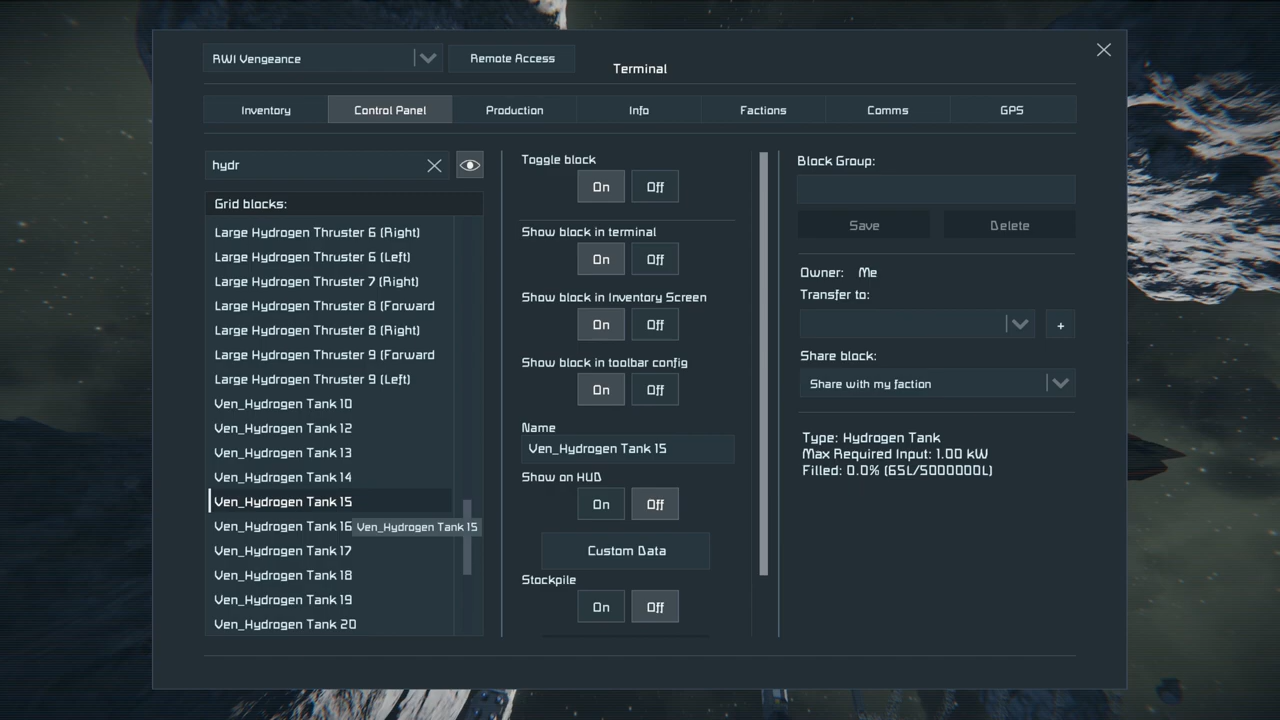 RWI Vengeance
Remote Access
Terminal
Inventory
Control Panel
Production
Info
Factions
Comms
GPS
hydr
Grid blocks:
Large Hydrogen Thruster 6 (Right)
Large Hydrogen Thruster 6 (Left)
Large Hydrogen Thruster 7 (Right)
Large Hydrogen Thruster 8 (Forward
Large Hydrogen Thruster 8 (Right)
Large Hydrogen Thruster 9 (Forward
Large Hydrogen Thruster 9 (Left)
Ven_Hydrogen Tank 10
Ven_Hydrogen Tank 12
Ven_Hydrogen Tank 13
Ven_Hydrogen Tank 14
Ven_Hydrogen Tank 15
Ven_Hydrogen Tank 16
Ven_Hydrogen Tank 15
Ven_Hydrogen Tank 17
Ven_Hydrogen Tank 18
Ven_Hydrogen Tank 19
Ven_Hydrogen Tank 20
Toggle block
On Off
Show block in terminal
On Off
Show block in Inventory Screen
On Off
Show block in toolbar config
On Off
Name
Ven_Hydrogen Tank 15
Show on HUD
On Off
Custom Data
Stockpile
On Off
Block Group:
Save
Delete
Owner: Me
Transfer to:
+
Share block:
Share with my faction
Type: Hydrogen Tank
Max Required Input: 1.00 kW
Filled: 0.0% (65L/5000000L)